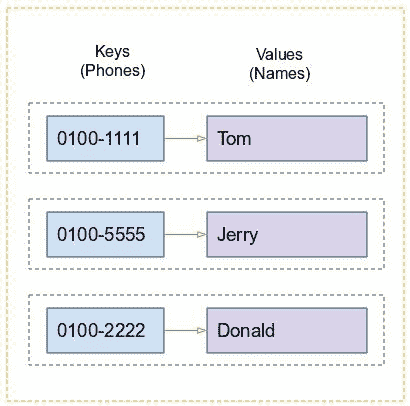 Keys
(Phones)
Values
(Names)
0100-1111
Tom
0100-5555
Jerry
0100-2222
Donald